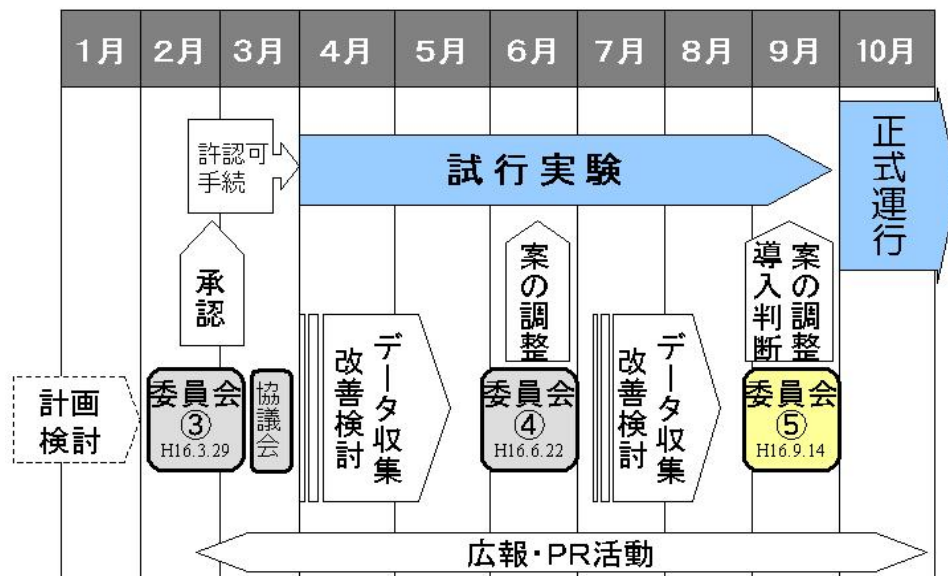 1月 2月 3月 4月 5月 6月 7月 8月 9月 10月
許認可
手続
試行実験
正式運行
承認
案の調整
案の調整
導入判断
計画
検討
委員会
③
H16.3.29
協議会
データ収集
改善検討
委員会
④
H16.6.22
データ収集
改善検討
委員会
⑤
H16.9.14
広報・PR活動